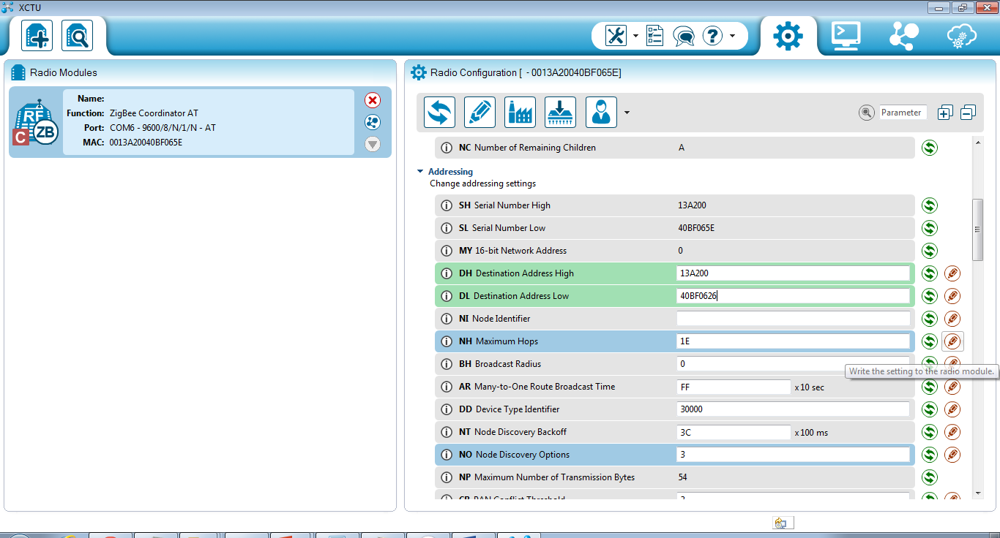 XCTU
Radio Modules
RF
C
ZB
Name:
Function: ZigBee Coordinator AT
Port: COM6 - 9600/8/N/1/N - AT
MAC: 0013A20040BF065E
Radio Configuration [ - 0013A20040BF065E]
Parameter
NC Number of Remaining Children A
Addressing
Change addressing settings
SH Serial Number High 13A200
SL Serial Number Low 40BF065E
MY 16-bit Network Address 0
DH Destination Address High 13A200
DL Destination Address Low 40BF0626
NI Node Identifier
NH Maximum Hops 1E
BH Broadcast Radius 0
Write the setting to the radio module.
AR Many-to-One Route Broadcast Time FF x 10 sec
DD Device Type Identifier 30000
NT Node Discovery Backoff 3C x 100 ms
NO Node Discovery Options 3
NP Maximum Number of Transmission Bytes 54
CR PAN Conflict Threshold 3